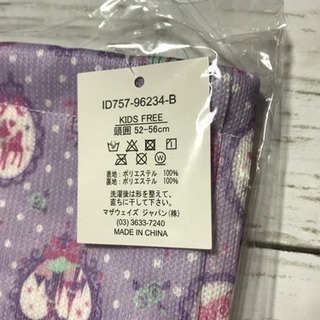 ID757-96234-B
KIDS FREE
頭囲 52-56cm
表地: ポリエステル 100%
裏地: ポリエステル 100%
洗濯後は形を整えて、
直ちに干して下さい。
マザウェイズ ジャパン(株)
(03) 3633-7240
MADE IN CHINA